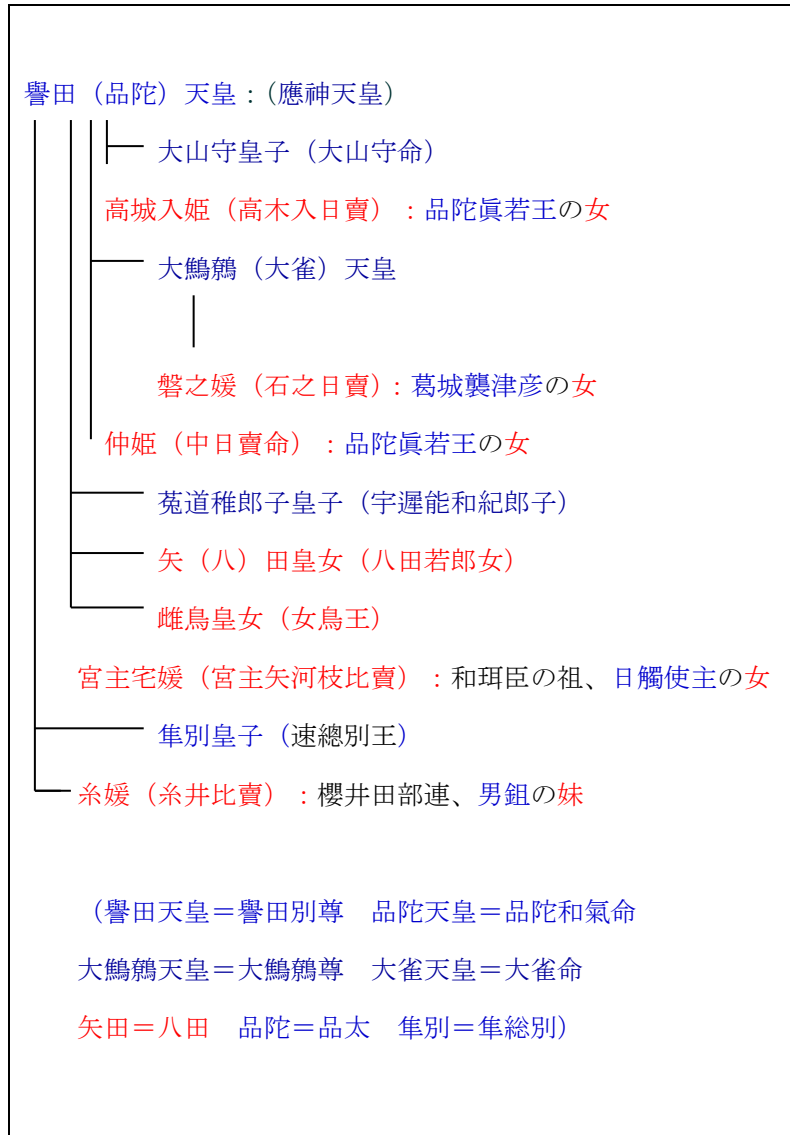 譽田（品陀）天皇：（應神天皇）
大山守皇子（大山守命）
高城入姫（高木入日賣）：品陀眞若王の女
大鷦鷯（大雀）天皇
磐之媛（石之日賣）：葛城襲津彦の女
仲姫（中日賣命）：品陀眞若王の女
菟道稚郎子皇子（宇遲能和紀郎子）
矢（八）田皇女（八田若郎女）
雌鳥皇女（女鳥王）
宮主宅媛（宮主矢河枝比賣）：和珥臣の祖、日觸使主の女
隼別皇子（速總別王）
糸媛（糸井比賣）：櫻井田部連、男鉏の妹
（譽田天皇＝譽田別尊　品陀天皇＝品陀和氣命
大鷦鷯天皇＝大鷦鷯尊　大雀天皇＝大雀命
矢田＝八田　品陀＝品太　隼別＝隼総別）